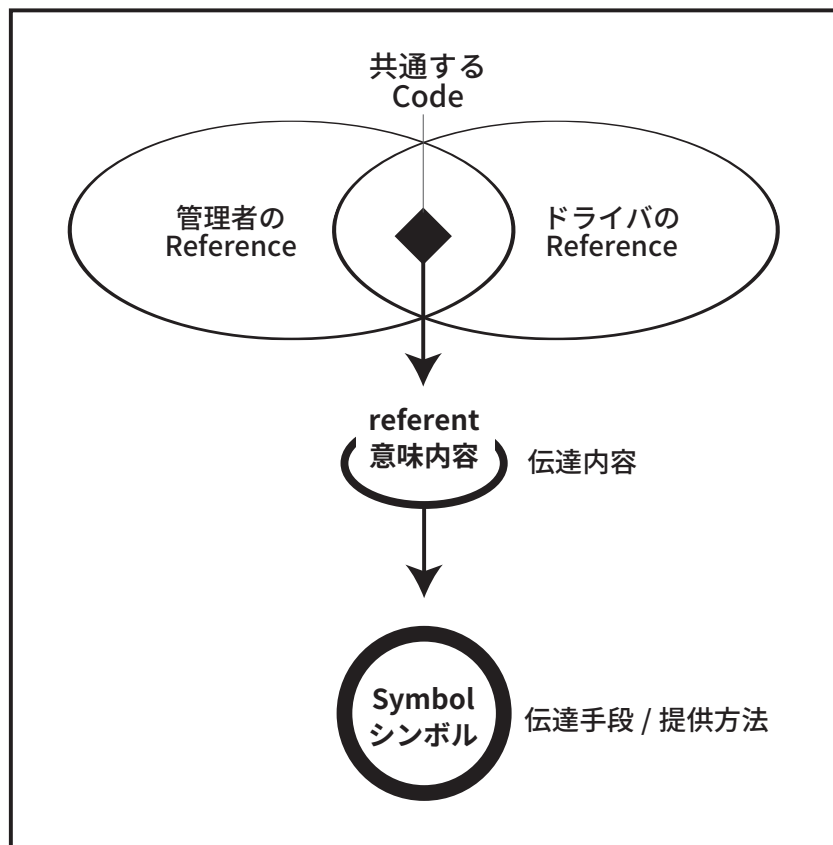 共通する
Code
管理者の
Reference
ドライバの
Reference
referent
意味内容
伝達内容
Symbol
シンボル
伝達手段 / 提供方法